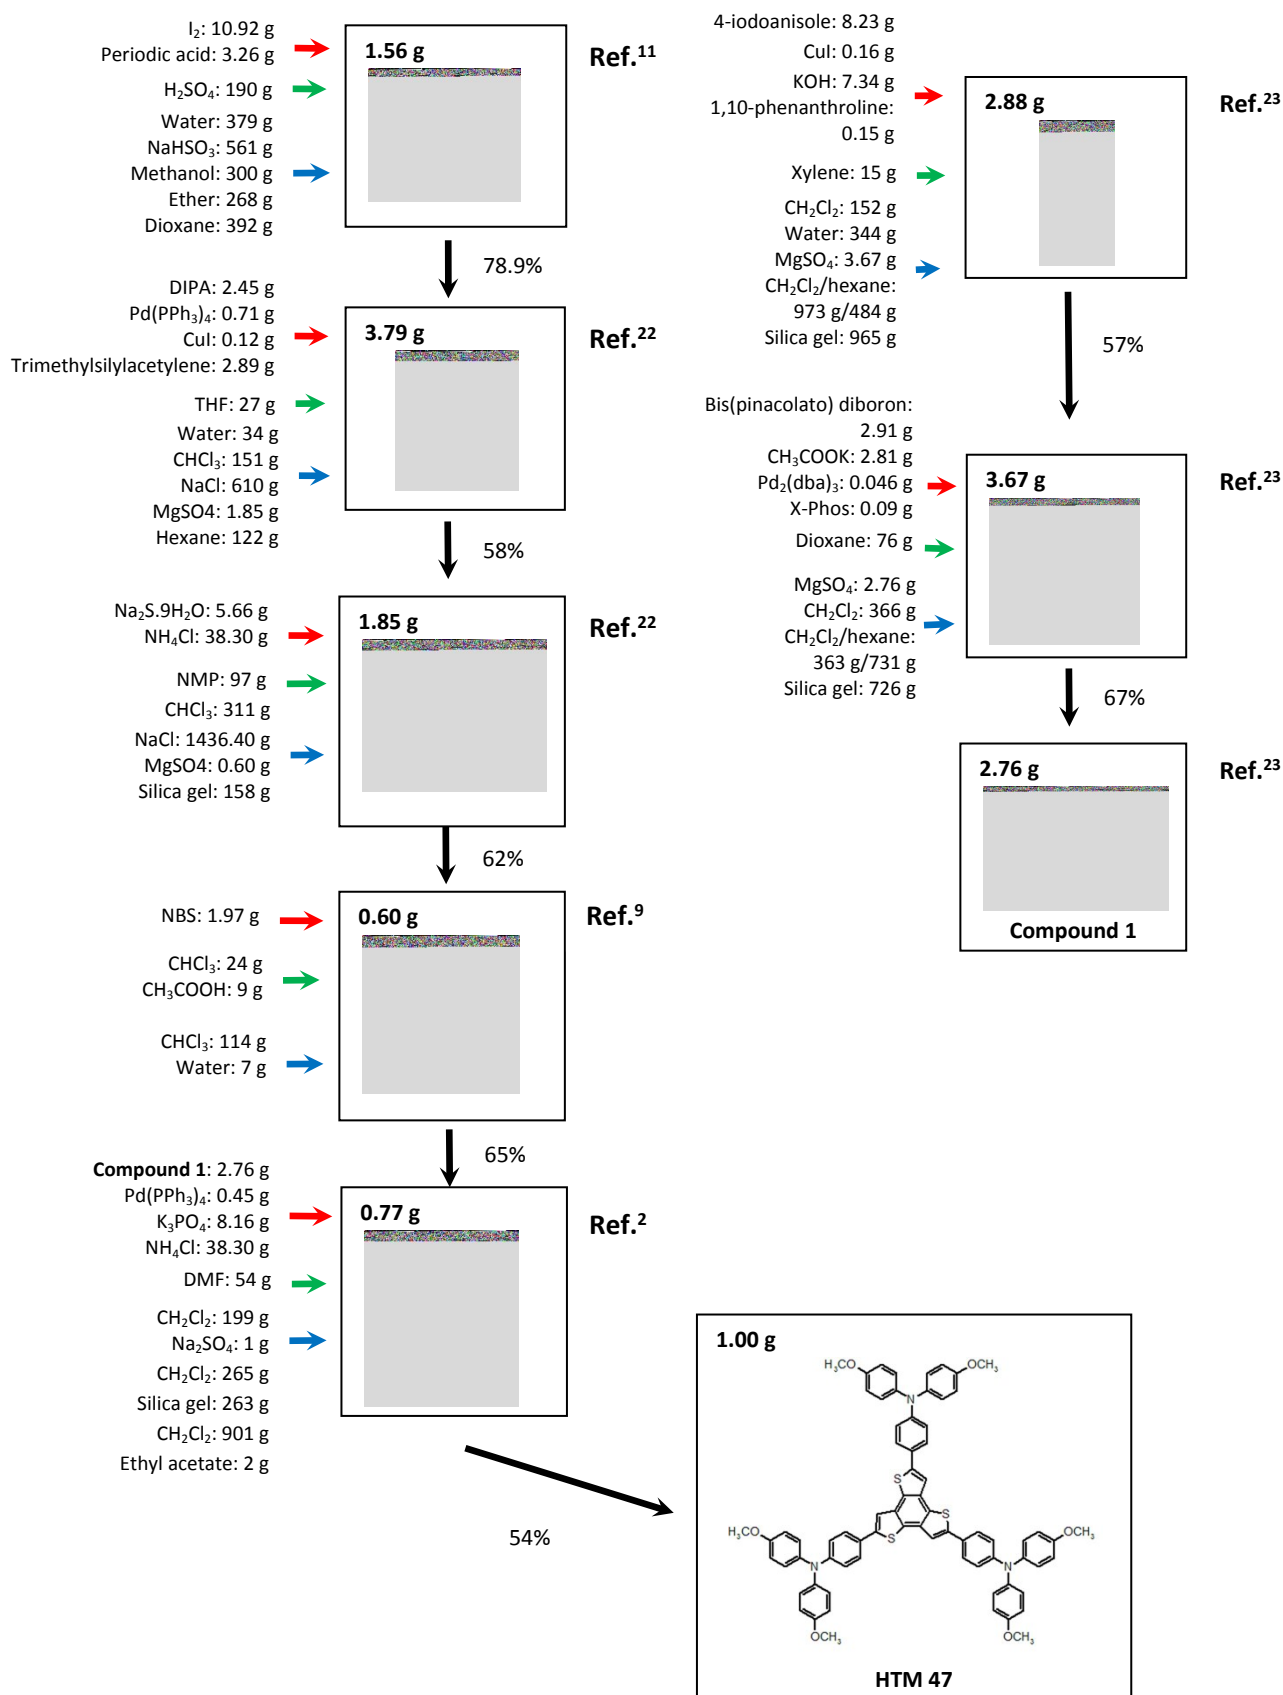 I₂: 10.92 g
Periodic acid: 3.26 g
H₂SO₄: 190 g
Water: 379 g
NaHSO₃: 561 g
Methanol: 300 g
Ether: 268 g
Dioxane: 392 g
1.56 g
Ref.¹¹
78.9%
DIPA: 2.45 g
Pd(PPh₃)₄: 0.71 g
CuI: 0.12 g
Trimethylsilylacetylene: 2.89 g
THF: 27 g
Water: 34 g
CHCl₃: 151 g
NaCl: 610 g
MgSO4: 1.85 g
Hexane: 122 g
3.79 g
Ref.²²
58%
Na₂S.9H₂O: 5.66 g
NH₄Cl: 38.30 g
NMP: 97 g
CHCl₃: 311 g
NaCl: 1436.40 g
MgSO4: 0.60 g
Silica gel: 158 g
1.85 g
Ref.²²
62%
NBS: 1.97 g
CHCl₃: 24 g
CH₃COOH: 9 g
CHCl₃: 114 g
Water: 7 g
0.60 g
Ref.⁹
65%
Compound 1: 2.76 g
Pd(PPh₃)₄: 0.45 g
K₃PO₄: 8.16 g
NH₄Cl: 38.30 g
DMF: 54 g
CH₂Cl₂: 199 g
Na₂SO₄: 1 g
CH₂Cl₂: 265 g
Silica gel: 263 g
CH₂Cl₂: 901 g
Ethyl acetate: 2 g
0.77 g
Ref.²
54%
4-iodoanisole: 8.23 g
CuI: 0.16 g
KOH: 7.34 g
1,10-phenanthroline:
0.15 g
Xylene: 15 g
CH₂Cl₂: 152 g
Water: 344 g
MgSO₄: 3.67 g
CH₂Cl₂/hexane:
973 g/484 g
Silica gel: 965 g
2.88 g
Ref.²³
57%
Bis(pinacolato) diboron:
2.91 g
CH₃COOK: 2.81 g
Pd₂(dba)₃: 0.046 g
X-Phos: 0.09 g
Dioxane: 76 g
MgSO₄: 2.76 g
CH₂Cl₂: 366 g
CH₂Cl₂/hexane:
363 g/731 g
Silica gel: 726 g
3.67 g
Ref.²³
67%
2.76 g
Ref.²³
Compound 1
1.00 g
H₃CO
OCH₃
N
S
S
S
H₃CO
OCH₃
N
N
OCH₃
OCH₃
HTM 47